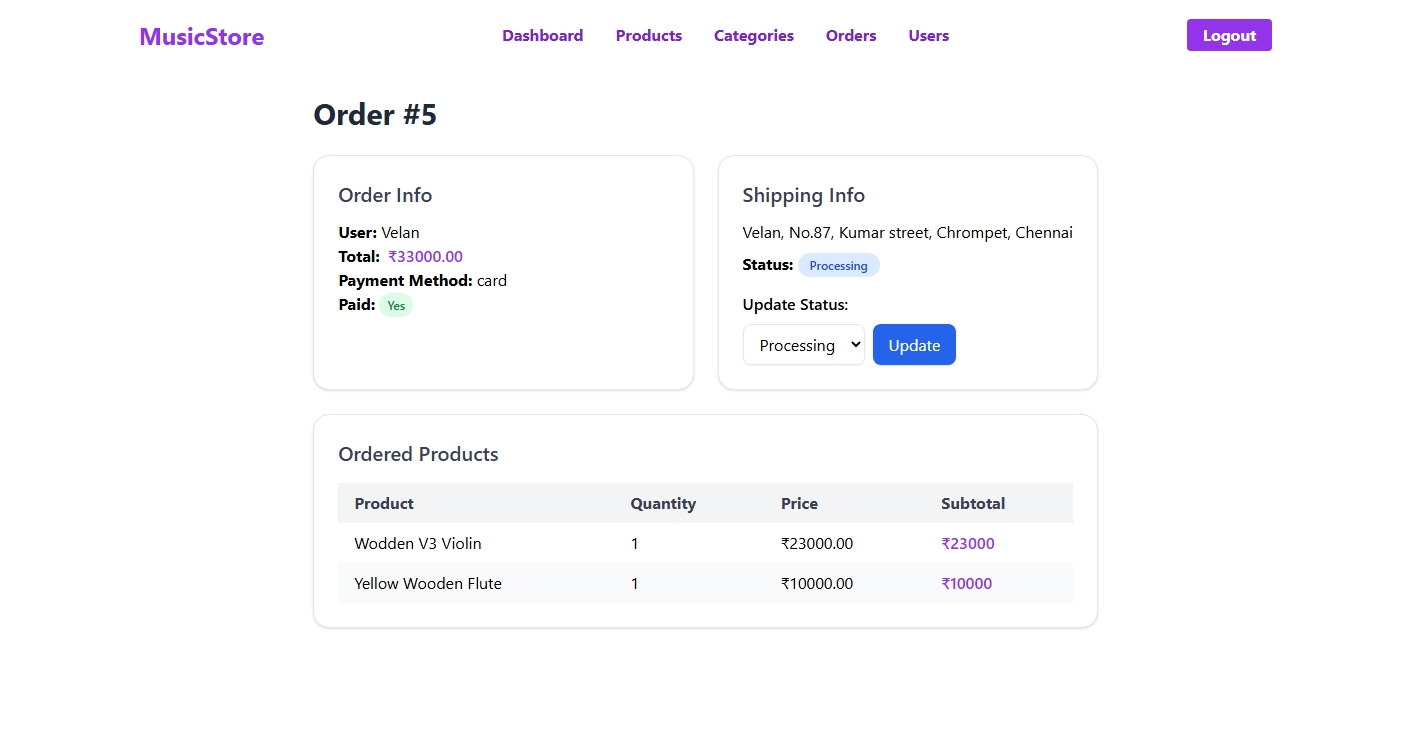 MusicStore Dashboard Products Categories Orders Users Logout
Order #5
Order Info
User: Velan
Total: ₹33000.00
Payment Method: card
Paid: Yes
Shipping Info
Velan, No.87, Kumar street, Chrompet, Chennai
Status: Processing
Update Status:
Processing Update
Ordered Products
Product Quantity Price Subtotal
Wodden V3 Violin 1 ₹23000.00 ₹23000
Yellow Wooden Flute 1 ₹10000.00 ₹10000